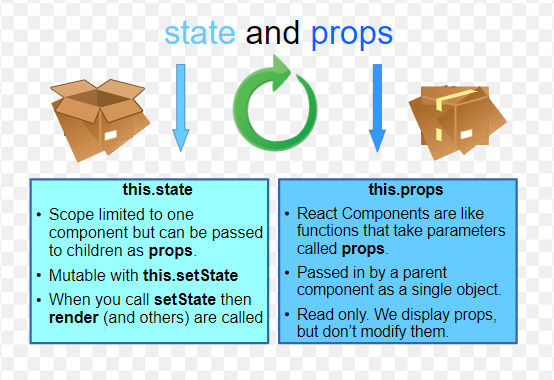 state and props
this.state
• Scope limited to one
component but can be passed
to children as props.
• Mutable with this.setState
• When you call setState then
render (and others) are called
this.props
• React Components are like
functions that take parameters
called props.
• Passed in by a parent
component as a single object.
• Read only. We display props,
but don’t modify them.